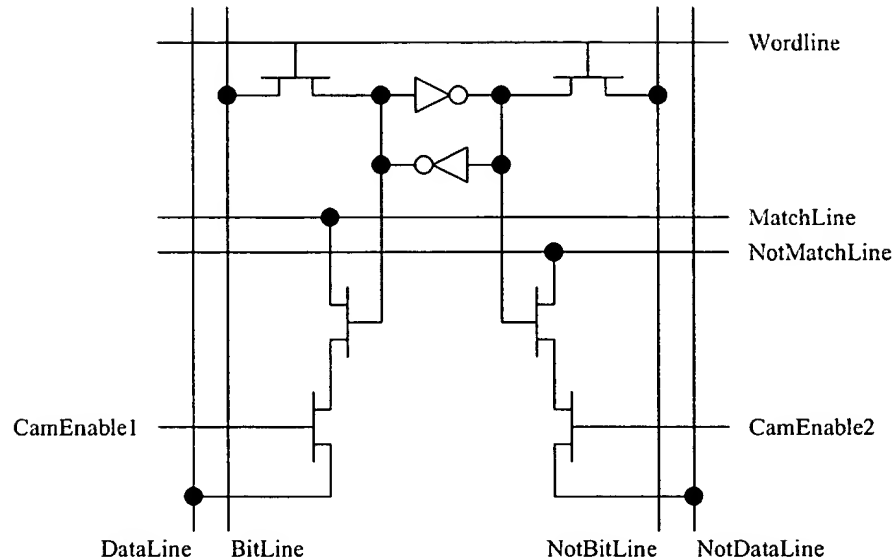 Wordline
MatchLine
NotMatchLine
CamEnable1
CamEnable2
DataLine
BitLine
NotBitLine
NotDataLine